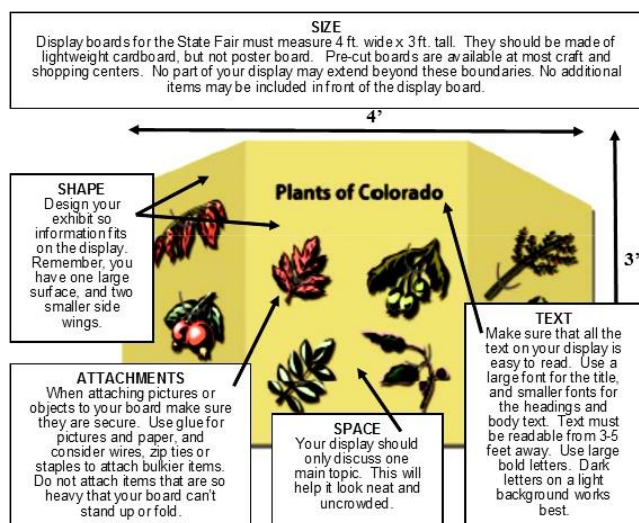 SIZE
Display boards for the State Fair must measure 4 ft. wide x 3 ft. tall. They should be made of
lightweight cardboard, but not poster board. Pre-cut boards are available at most craft and
shopping centers. No part of your display may extend beyond these boundaries. No additional
items may be included in front of the display board.
4'
SHAPE
Design your
exhibit so
information fits
on the display.
Remember, you
have one large
surface, and two
smaller side
wings.
Plants of Colorado
3'
ATTACHMENTS
When attaching pictures or
objects to your board make sure
they are secure. Use glue for
pictures and paper, and
consider wires, zip ties or
staples to attach bulkier items.
Do not attach items that are so
heavy that your board can't
stand up or fold.
SPACE
Your display should
only discuss one
main topic. This will
help it look neat and
uncrowded.
TEXT
Make sure that all the
text on your display is
easy to read. Use a
large font for the title,
and smaller fonts for
the headings and
body text. Text must
be readable from 3-5
feet away. Use large
bold letters. Dark
letters on a light
background works
best.